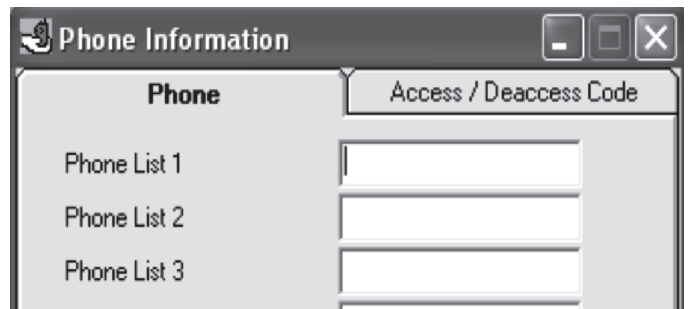 Phone Information
Phone Access / Deaccess Code
Phone List 1
Phone List 2
Phone List 3